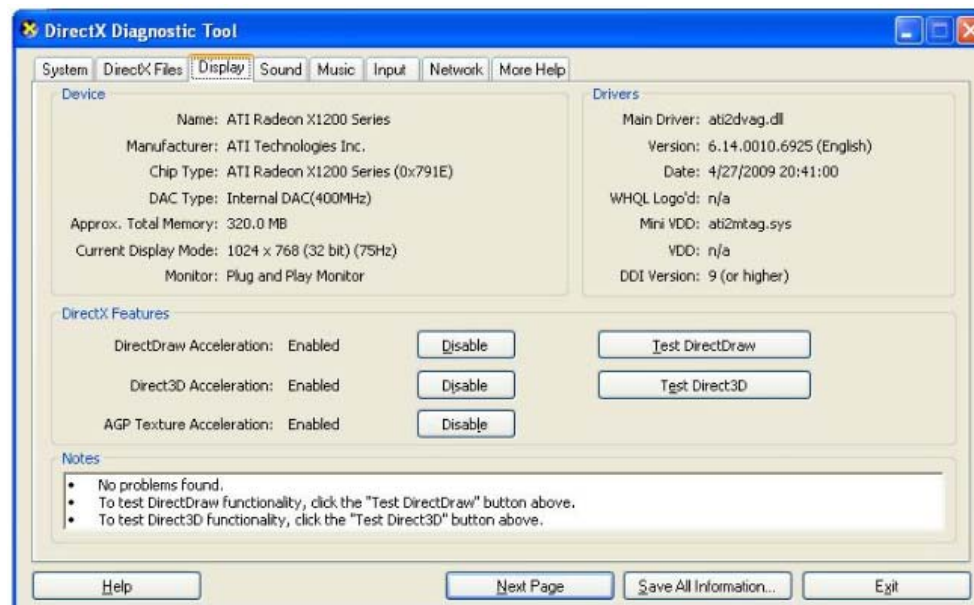 DirectX Diagnostic Tool
System DirectX Files Display Sound Music Input Network More Help
Device
Name: ATI Radeon X1200 Series
Manufacturer: ATI Technologies Inc.
Chip Type: ATI Radeon X1200 Series (0x791E)
DAC Type: Internal DAC(400MHz)
Approx. Total Memory: 320.0 MB
Current Display Mode: 1024 x 768 (32 bit) (75Hz)
Monitor: Plug and Play Monitor
Drivers
Main Driver: ati2dvag.dll
Version: 6.14.0010.6925 (English)
Date: 4/27/2009 20:41:00
WHQL Logo'd: n/a
Mini VDD: ati2mtag.sys
VDD: n/a
DDI Version: 9 (or higher)
DirectX Features
DirectDraw Acceleration: Enabled Disable Test DirectDraw
Direct3D Acceleration: Enabled Disable Test Direct3D
AGP Texture Acceleration: Enabled Disable
Notes
• No problems found.
• To test DirectDraw functionality, click the "Test DirectDraw" button above.
• To test Direct3D functionality, click the "Test Direct3D" button above.
Help Next Page Save All Information... Exit